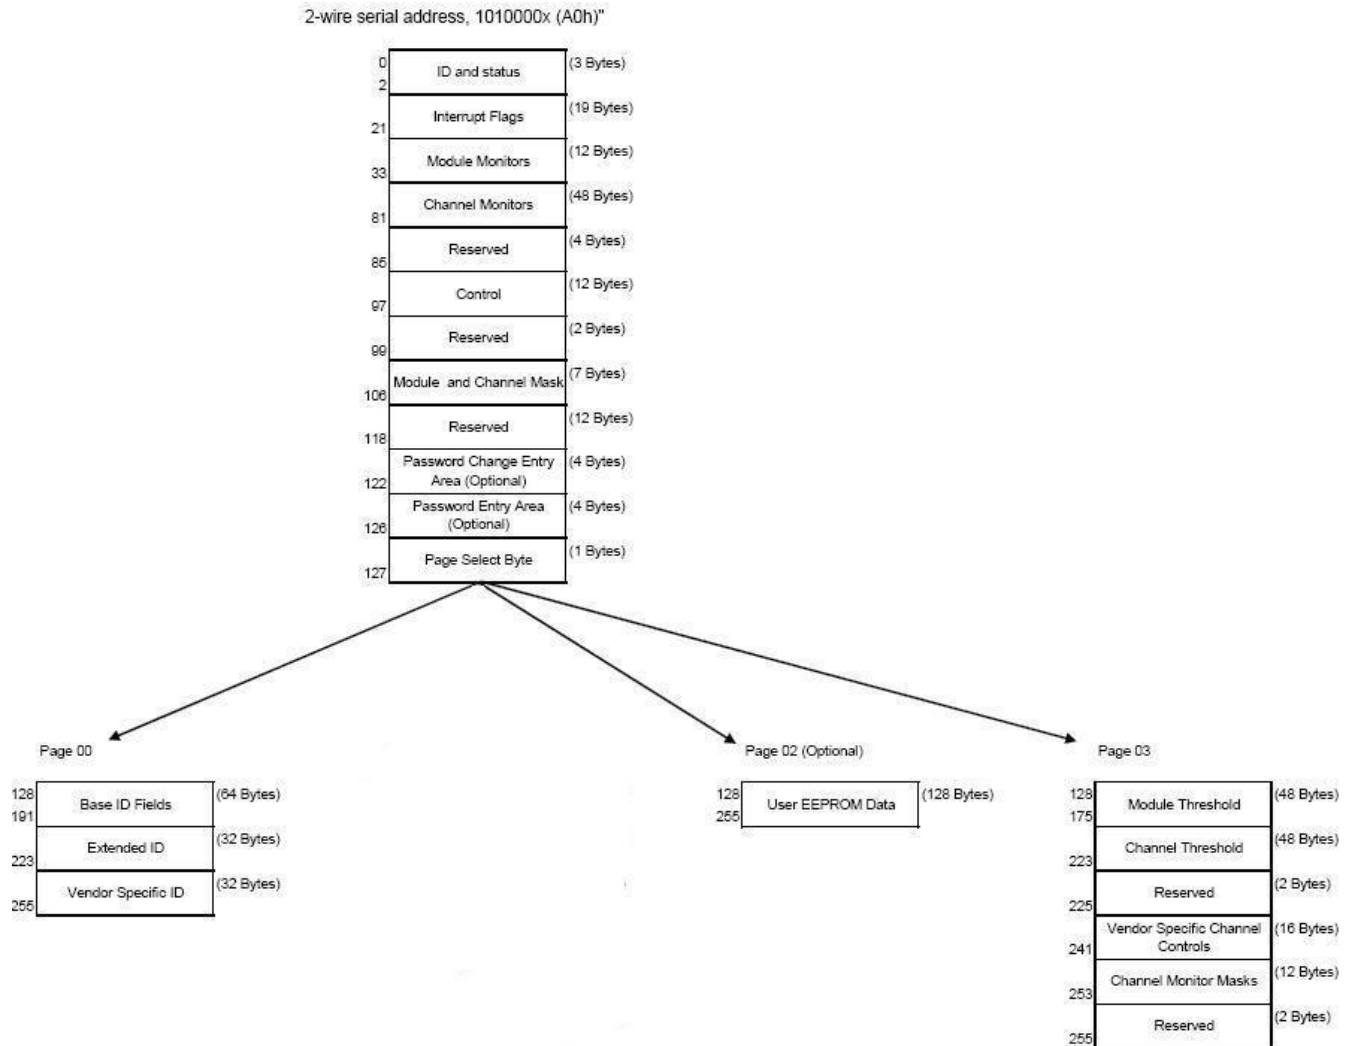 2-wire serial address, 1010000x (A0h)"
0
2
ID and status
(3 Bytes)
21
Interrupt Flags
(19 Bytes)
33
Module Monitors
(12 Bytes)
81
Channel Monitors
(48 Bytes)
85
Reserved
(4 Bytes)
97
Control
(12 Bytes)
99
Reserved
(2 Bytes)
106
Module and Channel Mask
(7 Bytes)
118
Reserved
(12 Bytes)
122
Password Change Entry
Area (Optional)
(4 Bytes)
126
Password Entry Area
(Optional)
(4 Bytes)
127
Page Select Byte
(1 Bytes)
Page 00
128
191
Base ID Fields
(64 Bytes)
223
Extended ID
(32 Bytes)
255
Vendor Specific ID
(32 Bytes)
Page 02 (Optional)
128
255
User EEPROM Data
(128 Bytes)
Page 03
128
175
Module Threshold
(48 Bytes)
223
Channel Threshold
(48 Bytes)
225
Reserved
(2 Bytes)
241
Vendor Specific Channel
Controls
(16 Bytes)
253
Channel Monitor Masks
(12 Bytes)
255
Reserved
(2 Bytes)